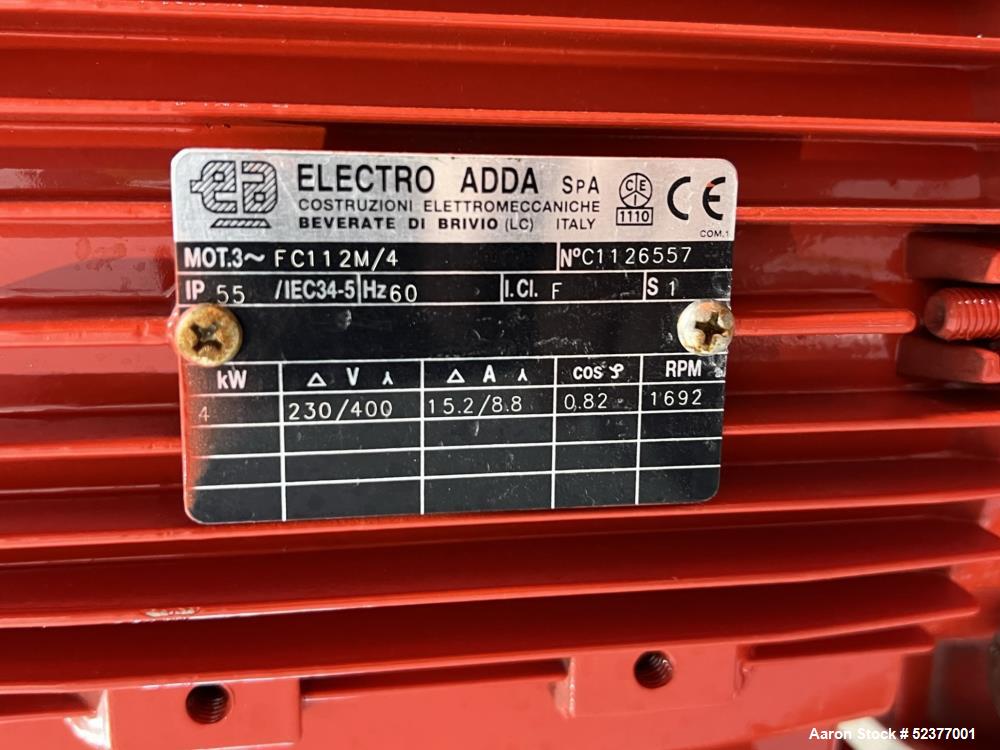 ea ELECTRO ADDA SpA
COSTRUZIONI ELETTROMECCANICHE
BEVERATE DI BRIVIO (LC) ITALY
CEI
1110
CE
COM.1
MOT.3~ FC112M/4 NºC1126557
IP 55 /IEC34-5 Hz 60 I.Cl. F S 1
kW Δ V ⅄ Δ A ⅄ cos φ RPM
4 230/400 15.2/8.8 0.82 1692
Aaron Stock # 52377001